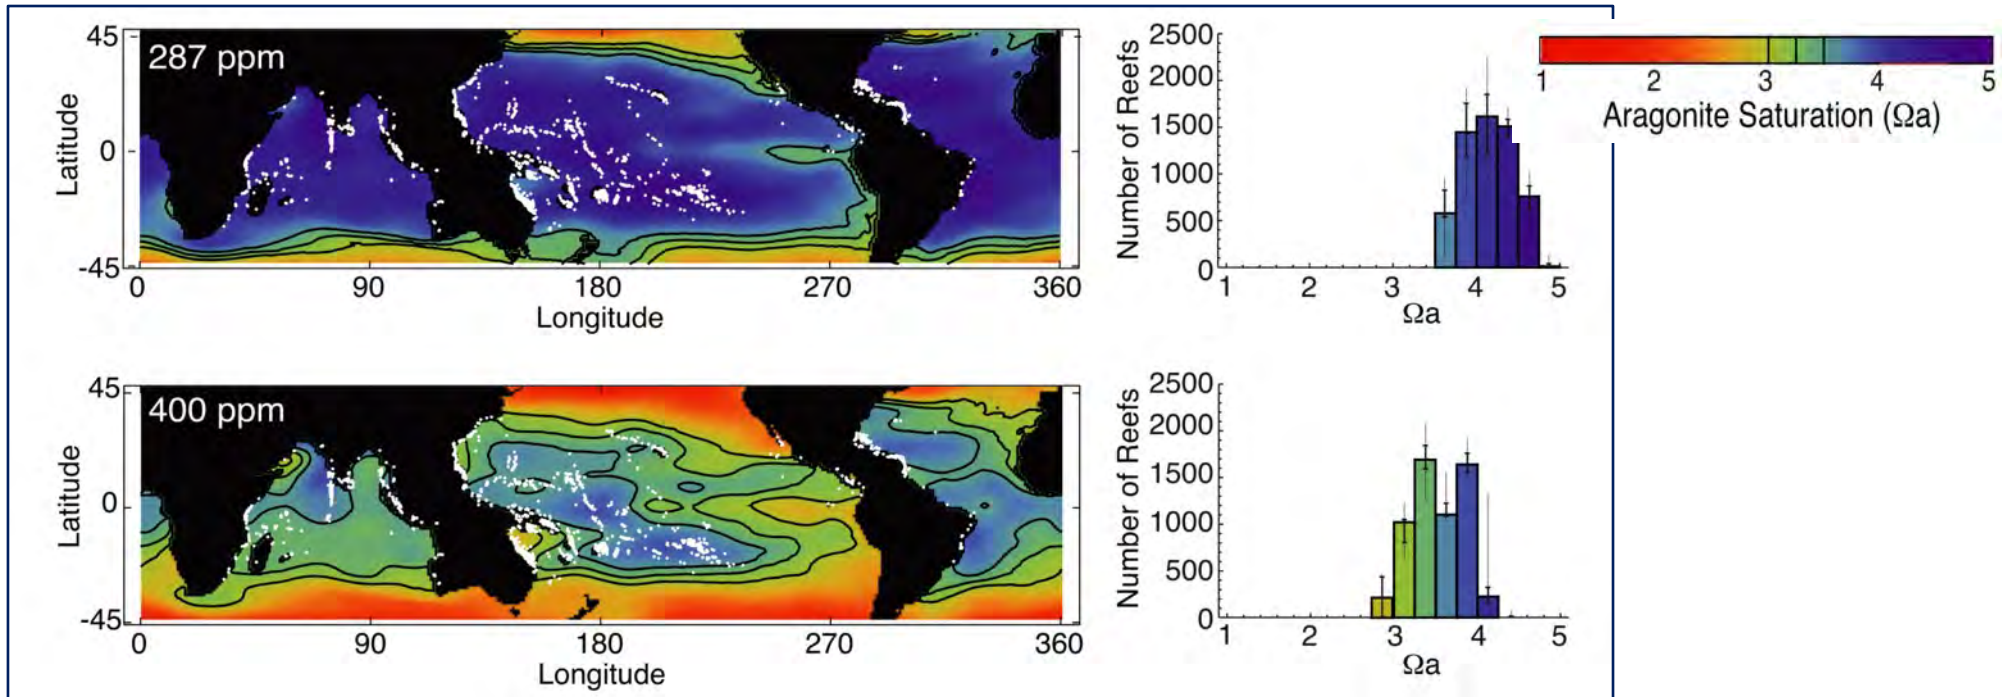 287 ppm
45
0
-45
Latitude
0 90 180 270 360
Longitude
2500
2000
1500
1000
500
0
Number of Reefs
1 2 3 4 5
Ωa
1 2 3 4 5
Aragonite Saturation (Ωa)
400 ppm
45
0
-45
Latitude
0 90 180 270 360
Longitude
2500
2000
1500
1000
500
0
Number of Reefs
1 2 3 4 5
Ωa